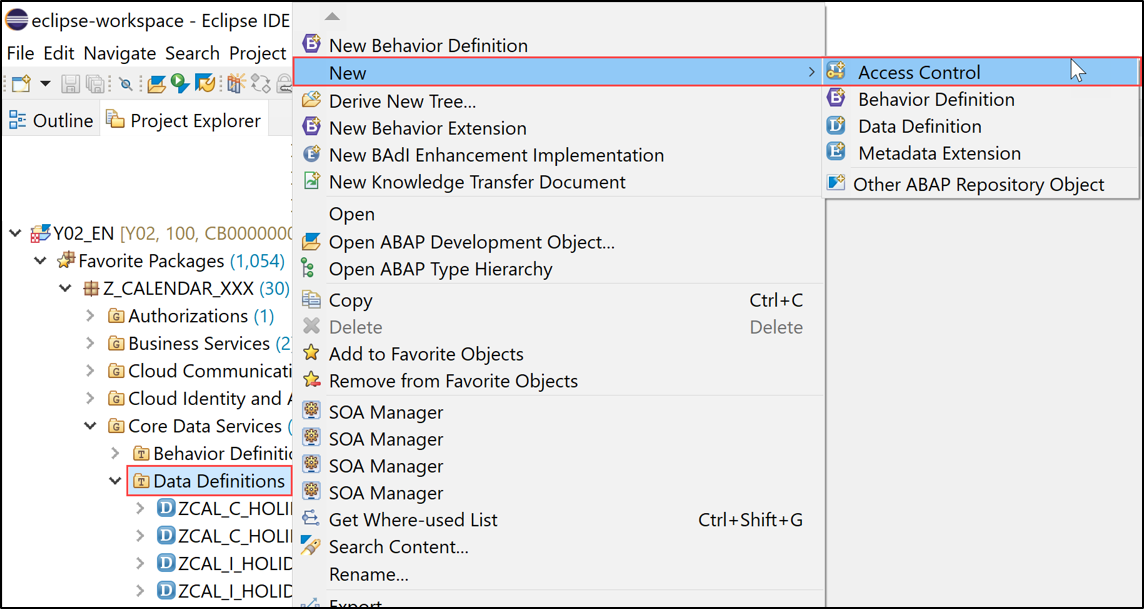 eclipse-workspace - Eclipse IDE
File Edit Navigate Search Project
Outline
Project Explorer
Y02_EN [Y02, 100, CB0000000
Favorite Packages (1,054)
Z_CALENDAR_XXX (30)
Authorizations (1)
Business Services (2
Cloud Communicati
Cloud Identity and A
Core Data Services (
Behavior Definitio
Data Definitions
ZCAL_C_HOLI
ZCAL_C_HOLI
ZCAL_I_HOLID
ZCAL_I_HOLID
New Behavior Definition
New
Derive New Tree...
New Behavior Extension
New BAdI Enhancement Implementation
New Knowledge Transfer Document
Open
Open ABAP Development Object...
Open ABAP Type Hierarchy
Copy Ctrl+C
Delete Delete
Add to Favorite Objects
Remove from Favorite Objects
SOA Manager
SOA Manager
SOA Manager
SOA Manager
Get Where-used List Ctrl+Shift+G
Search Content...
Rename...
Export
Access Control
Behavior Definition
Data Definition
Metadata Extension
Other ABAP Repository Object